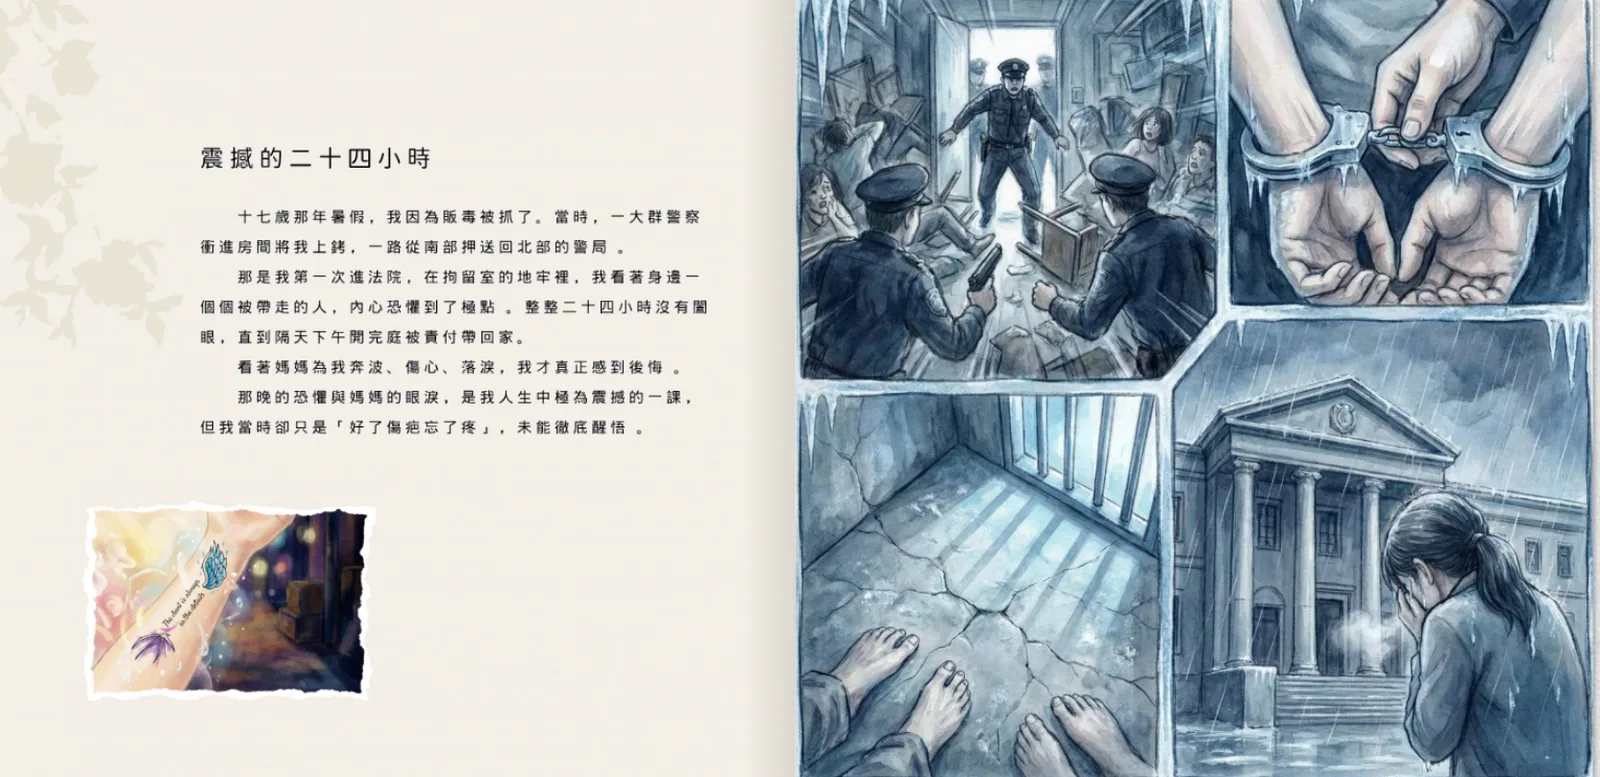 震撼的二十四小時
十七歲那年暑假，我因為販毒被抓了。當時，一大群警察
衝進房間將我上銬，一路從南部押送回北部的警局 。
那是我第一次進法院，在拘留室的地牢裡，我看著身邊一
個個被帶走的人，內心恐懼到了極點 。整整二十四小時沒有闔
眼，直到隔天下午開完庭被責付帶回家。
看著媽媽為我奔波、傷心、落淚，我才真正感到後悔 。
那晚的恐懼與媽媽的眼淚，是我人生中極為震撼的一課，
但我當時卻只是「好了傷疤忘了疼」，未能徹底醒悟 。
The devil is always
in the details